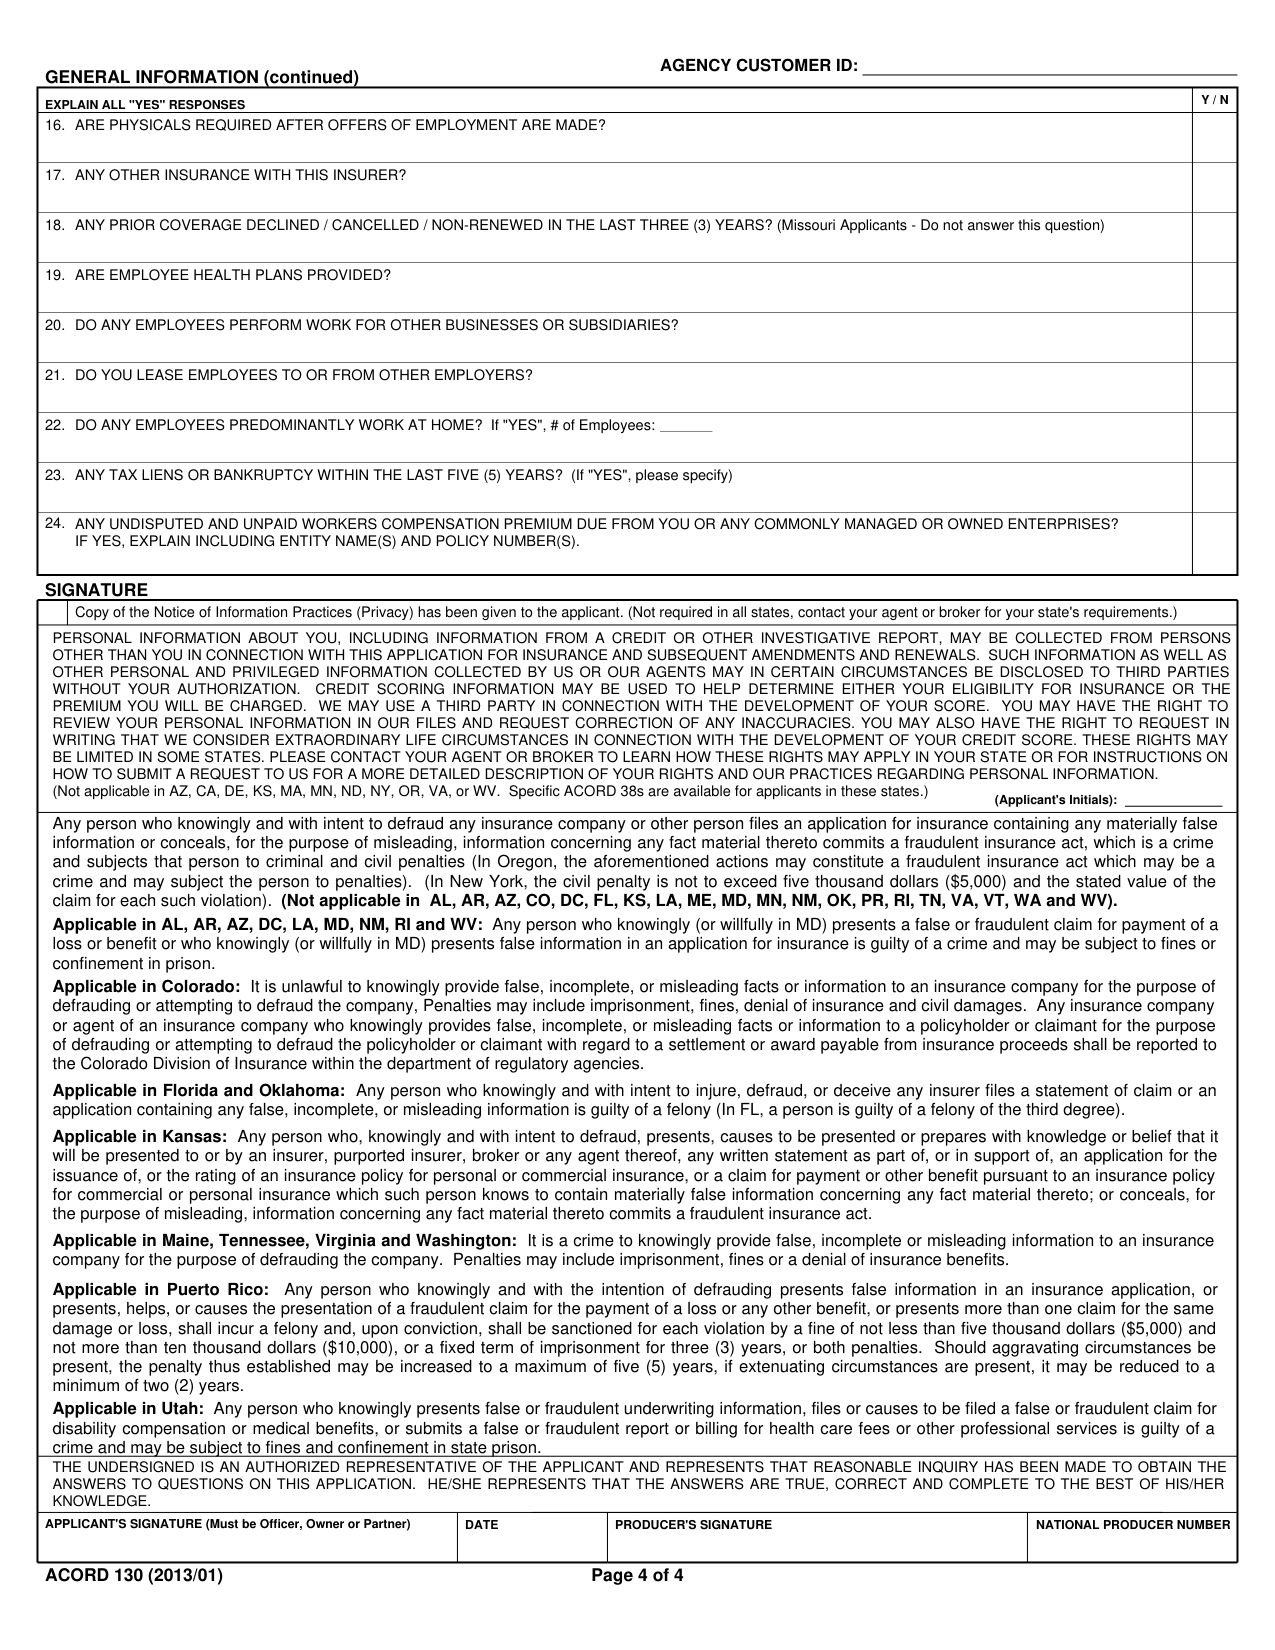 AGENCY CUSTOMER ID:
GENERAL INFORMATION (continued)
EXPLAIN ALL "YES" RESPONSES
Y / N
16. ARE PHYSICALS REQUIRED AFTER OFFERS OF EMPLOYMENT ARE MADE?
17. ANY OTHER INSURANCE WITH THIS INSURER?
18. ANY PRIOR COVERAGE DECLINED / CANCELLED / NON-RENEWED IN THE LAST THREE (3) YEARS? (Missouri Applicants - Do not answer this question)
19. ARE EMPLOYEE HEALTH PLANS PROVIDED?
20. DO ANY EMPLOYEES PERFORM WORK FOR OTHER BUSINESSES OR SUBSIDIARIES?
21. DO YOU LEASE EMPLOYEES TO OR FROM OTHER EMPLOYERS?
22. DO ANY EMPLOYEES PREDOMINANTLY WORK AT HOME? If "YES", # of Employees: ______
23. ANY TAX LIENS OR BANKRUPTCY WITHIN THE LAST FIVE (5) YEARS? (If "YES", please specify)
24. ANY UNDISPUTED AND UNPAID WORKERS COMPENSATION PREMIUM DUE FROM YOU OR ANY COMMONLY MANAGED OR OWNED ENTERPRISES?
IF YES, EXPLAIN INCLUDING ENTITY NAME(S) AND POLICY NUMBER(S).
SIGNATURE
Copy of the Notice of Information Practices (Privacy) has been given to the applicant. (Not required in all states, contact your agent or broker for your state's requirements.)
PERSONAL INFORMATION ABOUT YOU, INCLUDING INFORMATION FROM A CREDIT OR OTHER INVESTIGATIVE REPORT, MAY BE COLLECTED FROM PERSONS
OTHER THAN YOU IN CONNECTION WITH THIS APPLICATION FOR INSURANCE AND SUBSEQUENT AMENDMENTS AND RENEWALS. SUCH INFORMATION AS WELL AS
OTHER PERSONAL AND PRIVILEGED INFORMATION COLLECTED BY US OR OUR AGENTS MAY IN CERTAIN CIRCUMSTANCES BE DISCLOSED TO THIRD PARTIES
WITHOUT YOUR AUTHORIZATION. CREDIT SCORING INFORMATION MAY BE USED TO HELP DETERMINE EITHER YOUR ELIGIBILITY FOR INSURANCE OR THE
PREMIUM YOU WILL BE CHARGED. WE MAY USE A THIRD PARTY IN CONNECTION WITH THE DEVELOPMENT OF YOUR SCORE. YOU MAY HAVE THE RIGHT TO
REVIEW YOUR PERSONAL INFORMATION IN OUR FILES AND REQUEST CORRECTION OF ANY INACCURACIES. YOU MAY ALSO HAVE THE RIGHT TO REQUEST IN
WRITING THAT WE CONSIDER EXTRAORDINARY LIFE CIRCUMSTANCES IN CONNECTION WITH THE DEVELOPMENT OF YOUR CREDIT SCORE. THESE RIGHTS MAY
BE LIMITED IN SOME STATES. PLEASE CONTACT YOUR AGENT OR BROKER TO LEARN HOW THESE RIGHTS MAY APPLY IN YOUR STATE OR FOR INSTRUCTIONS ON
HOW TO SUBMIT A REQUEST TO US FOR A MORE DETAILED DESCRIPTION OF YOUR RIGHTS AND OUR PRACTICES REGARDING PERSONAL INFORMATION.
(Not applicable in AZ, CA, DE, KS, MA, MN, ND, NY, OR, VA, or WV. Specific ACORD 38s are available for applicants in these states.)
(Applicant's Initials):
Any person who knowingly and with intent to defraud any insurance company or other person files an application for insurance containing any materially false
information or conceals, for the purpose of misleading, information concerning any fact material thereto commits a fraudulent insurance act, which is a crime
and subjects that person to criminal and civil penalties (In Oregon, the aforementioned actions may constitute a fraudulent insurance act which may be a
crime and may subject the person to penalties). (In New York, the civil penalty is not to exceed five thousand dollars ($5,000) and the stated value of the
claim for each such violation). (Not applicable in AL, AR, AZ, CO, DC, FL, KS, LA, ME, MD, MN, NM, OK, PR, RI, TN, VA, VT, WA and WV).
Applicable in AL, AR, AZ, DC, LA, MD, NM, RI and WV: Any person who knowingly (or willfully in MD) presents a false or fraudulent claim for payment of a
loss or benefit or who knowingly (or willfully in MD) presents false information in an application for insurance is guilty of a crime and may be subject to fines or
confinement in prison.
Applicable in Colorado: It is unlawful to knowingly provide false, incomplete, or misleading facts or information to an insurance company for the purpose of
defrauding or attempting to defraud the company, Penalties may include imprisonment, fines, denial of insurance and civil damages. Any insurance company
or agent of an insurance company who knowingly provides false, incomplete, or misleading facts or information to a policyholder or claimant for the purpose
of defrauding or attempting to defraud the policyholder or claimant with regard to a settlement or award payable from insurance proceeds shall be reported to
the Colorado Division of Insurance within the department of regulatory agencies.
Applicable in Florida and Oklahoma: Any person who knowingly and with intent to injure, defraud, or deceive any insurer files a statement of claim or an
application containing any false, incomplete, or misleading information is guilty of a felony (In FL, a person is guilty of a felony of the third degree).
Applicable in Kansas: Any person who, knowingly and with intent to defraud, presents, causes to be presented or prepares with knowledge or belief that it
will be presented to or by an insurer, purported insurer, broker or any agent thereof, any written statement as part of, or in support of, an application for the
issuance of, or the rating of an insurance policy for personal or commercial insurance, or a claim for payment or other benefit pursuant to an insurance policy
for commercial or personal insurance which such person knows to contain materially false information concerning any fact material thereto; or conceals, for
the purpose of misleading, information concerning any fact material thereto commits a fraudulent insurance act.
Applicable in Maine, Tennessee, Virginia and Washington: It is a crime to knowingly provide false, incomplete or misleading information to an insurance
company for the purpose of defrauding the company. Penalties may include imprisonment, fines or a denial of insurance benefits.
Applicable in Puerto Rico: Any person who knowingly and with the intention of defrauding presents false information in an insurance application, or
presents, helps, or causes the presentation of a fraudulent claim for the payment of a loss or any other benefit, or presents more than one claim for the same
damage or loss, shall incur a felony and, upon conviction, shall be sanctioned for each violation by a fine of not less than five thousand dollars ($5,000) and
not more than ten thousand dollars ($10,000), or a fixed term of imprisonment for three (3) years, or both penalties. Should aggravating circumstances be
present, the penalty thus established may be increased to a maximum of five (5) years, if extenuating circumstances are present, it may be reduced to a
minimum of two (2) years.
Applicable in Utah: Any person who knowingly presents false or fraudulent underwriting information, files or causes to be filed a false or fraudulent claim for
disability compensation or medical benefits, or submits a false or fraudulent report or billing for health care fees or other professional services is guilty of a
crime and may be subject to fines and confinement in state prison.
THE UNDERSIGNED IS AN AUTHORIZED REPRESENTATIVE OF THE APPLICANT AND REPRESENTS THAT REASONABLE INQUIRY HAS BEEN MADE TO OBTAIN THE
ANSWERS TO QUESTIONS ON THIS APPLICATION. HE/SHE REPRESENTS THAT THE ANSWERS ARE TRUE, CORRECT AND COMPLETE TO THE BEST OF HIS/HER
KNOWLEDGE.
APPLICANT'S SIGNATURE (Must be Officer, Owner or Partner)
DATE
PRODUCER'S SIGNATURE
NATIONAL PRODUCER NUMBER
ACORD 130 (2013/01)
Page 4 of 4